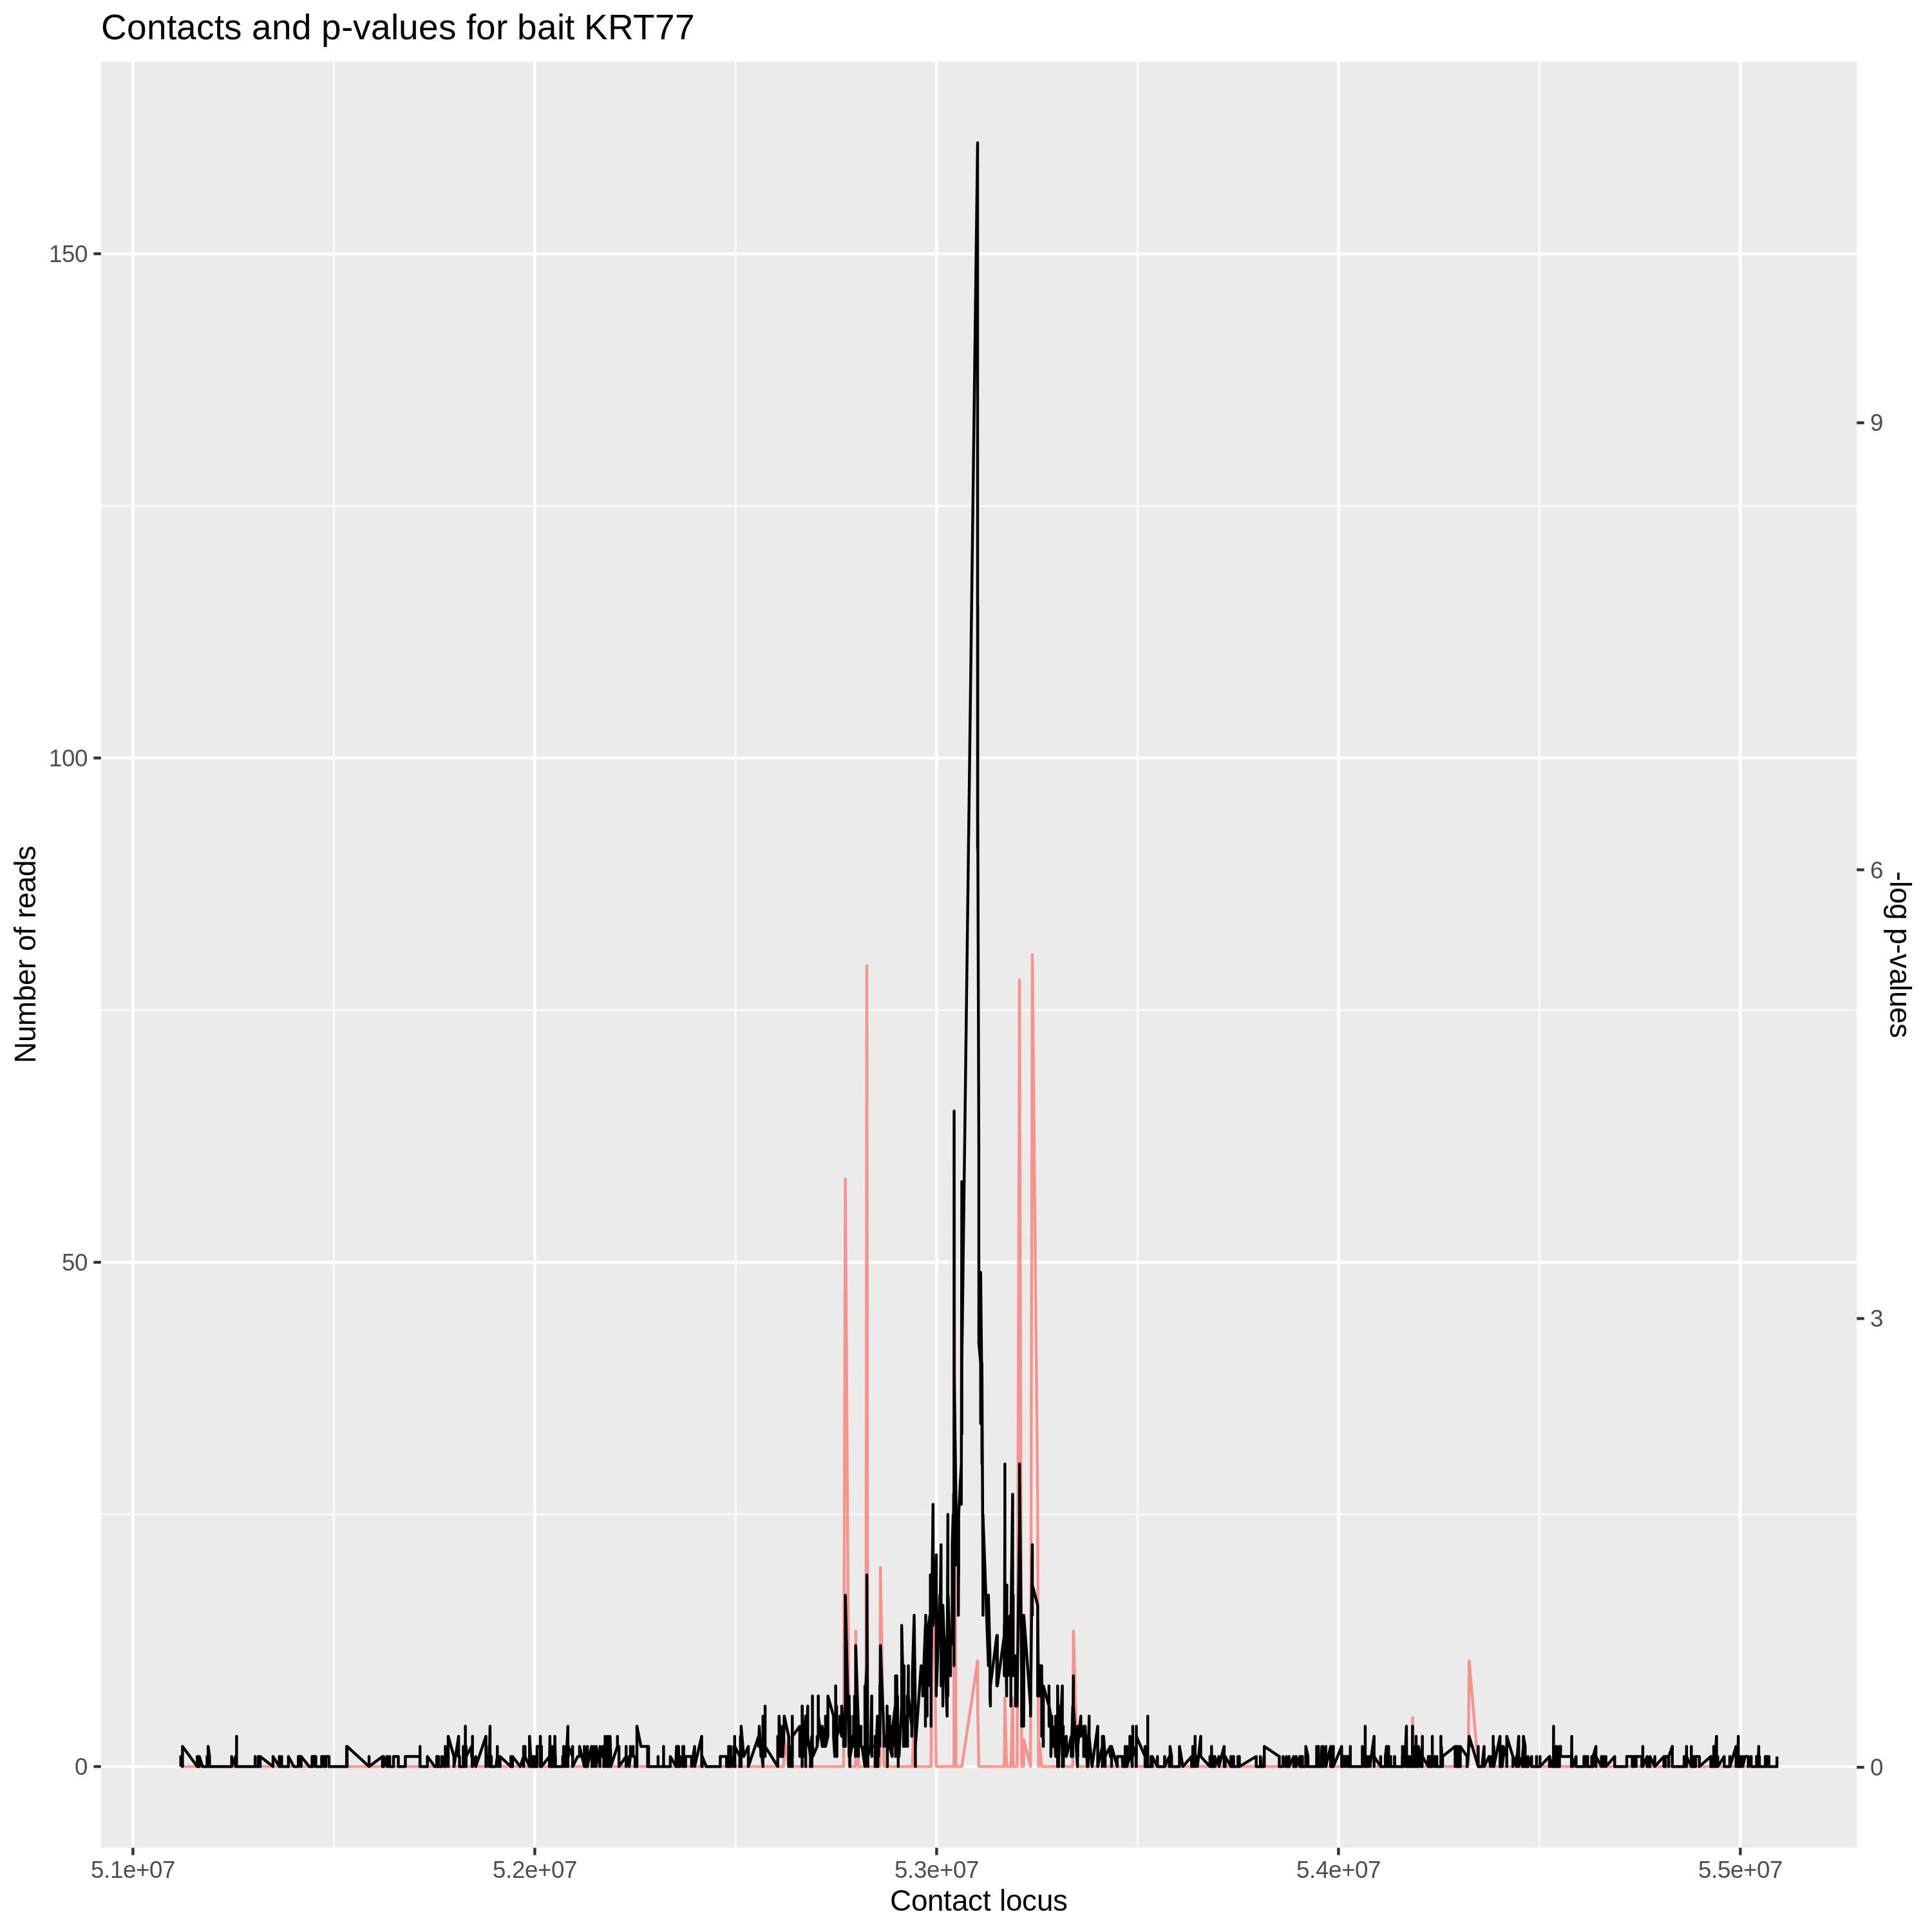 Contacts and p-values for bait KRT77
150
100
50
0
Number of reads
9
6
3
0
-log p-values
5.1e+07
5.2e+07
5.3e+07
5.4e+07
5.5e+07
Contact locus